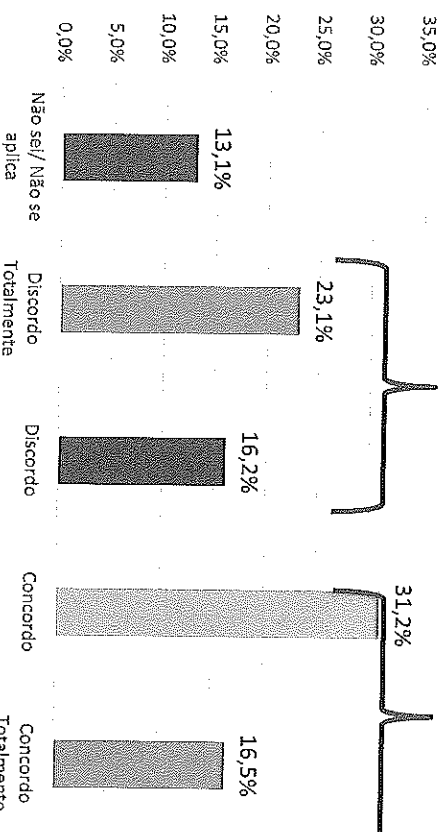 35,0%
30,0%
25,0%
20,0%
15,0%
10,0%
5,0%
0,0%
13,1%
23,1%
16,2%
31,2%
16,5%
Não sei/ Não se
aplica
Discordo
Totalmente
Discordo
Concordo
Concordo
Totalmente